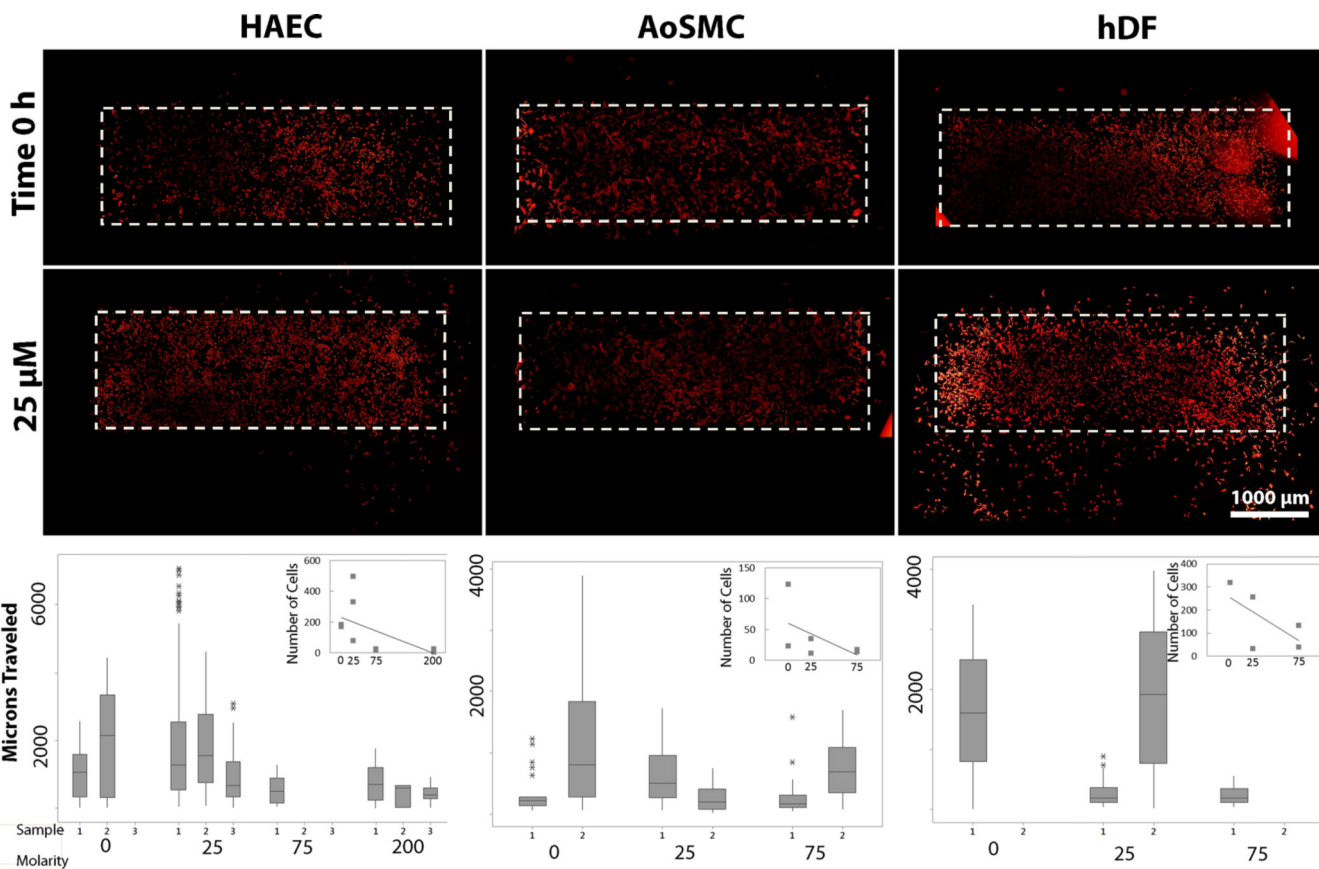 HAEC AoSMC hDF
Time 0 h
25 µM
1000 µm
Microns Traveled
6000
2000
Number of Cells
600
400
200
0
0 25 75 200
4000
2000
Number of Cells
150
100
50
0
0 25 75
4000
2000
Number of Cells
400
300
200
100
0
0 25 75
Sample 1 2 3 1 2 3 1 2 3 1 2 3 1 2 1 2 1 2 1 2 1 2 1 2
Molarity 0 25 75 200 0 25 75 0 25 75